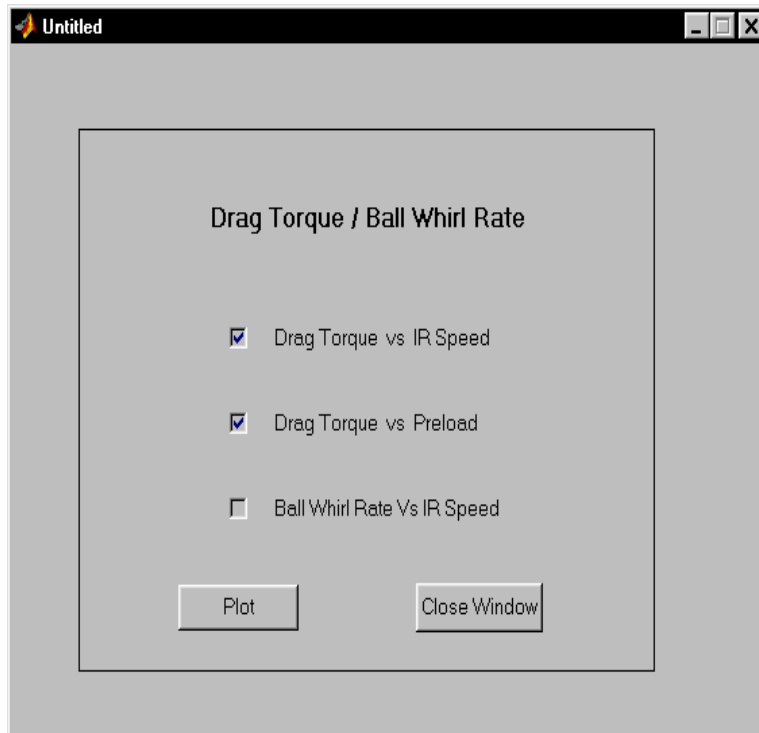 Untitled
Drag Torque / Ball Whirl Rate
Drag Torque vs IR Speed
Drag Torque vs Preload
Ball Whirl Rate Vs IR Speed
Plot
Close Window